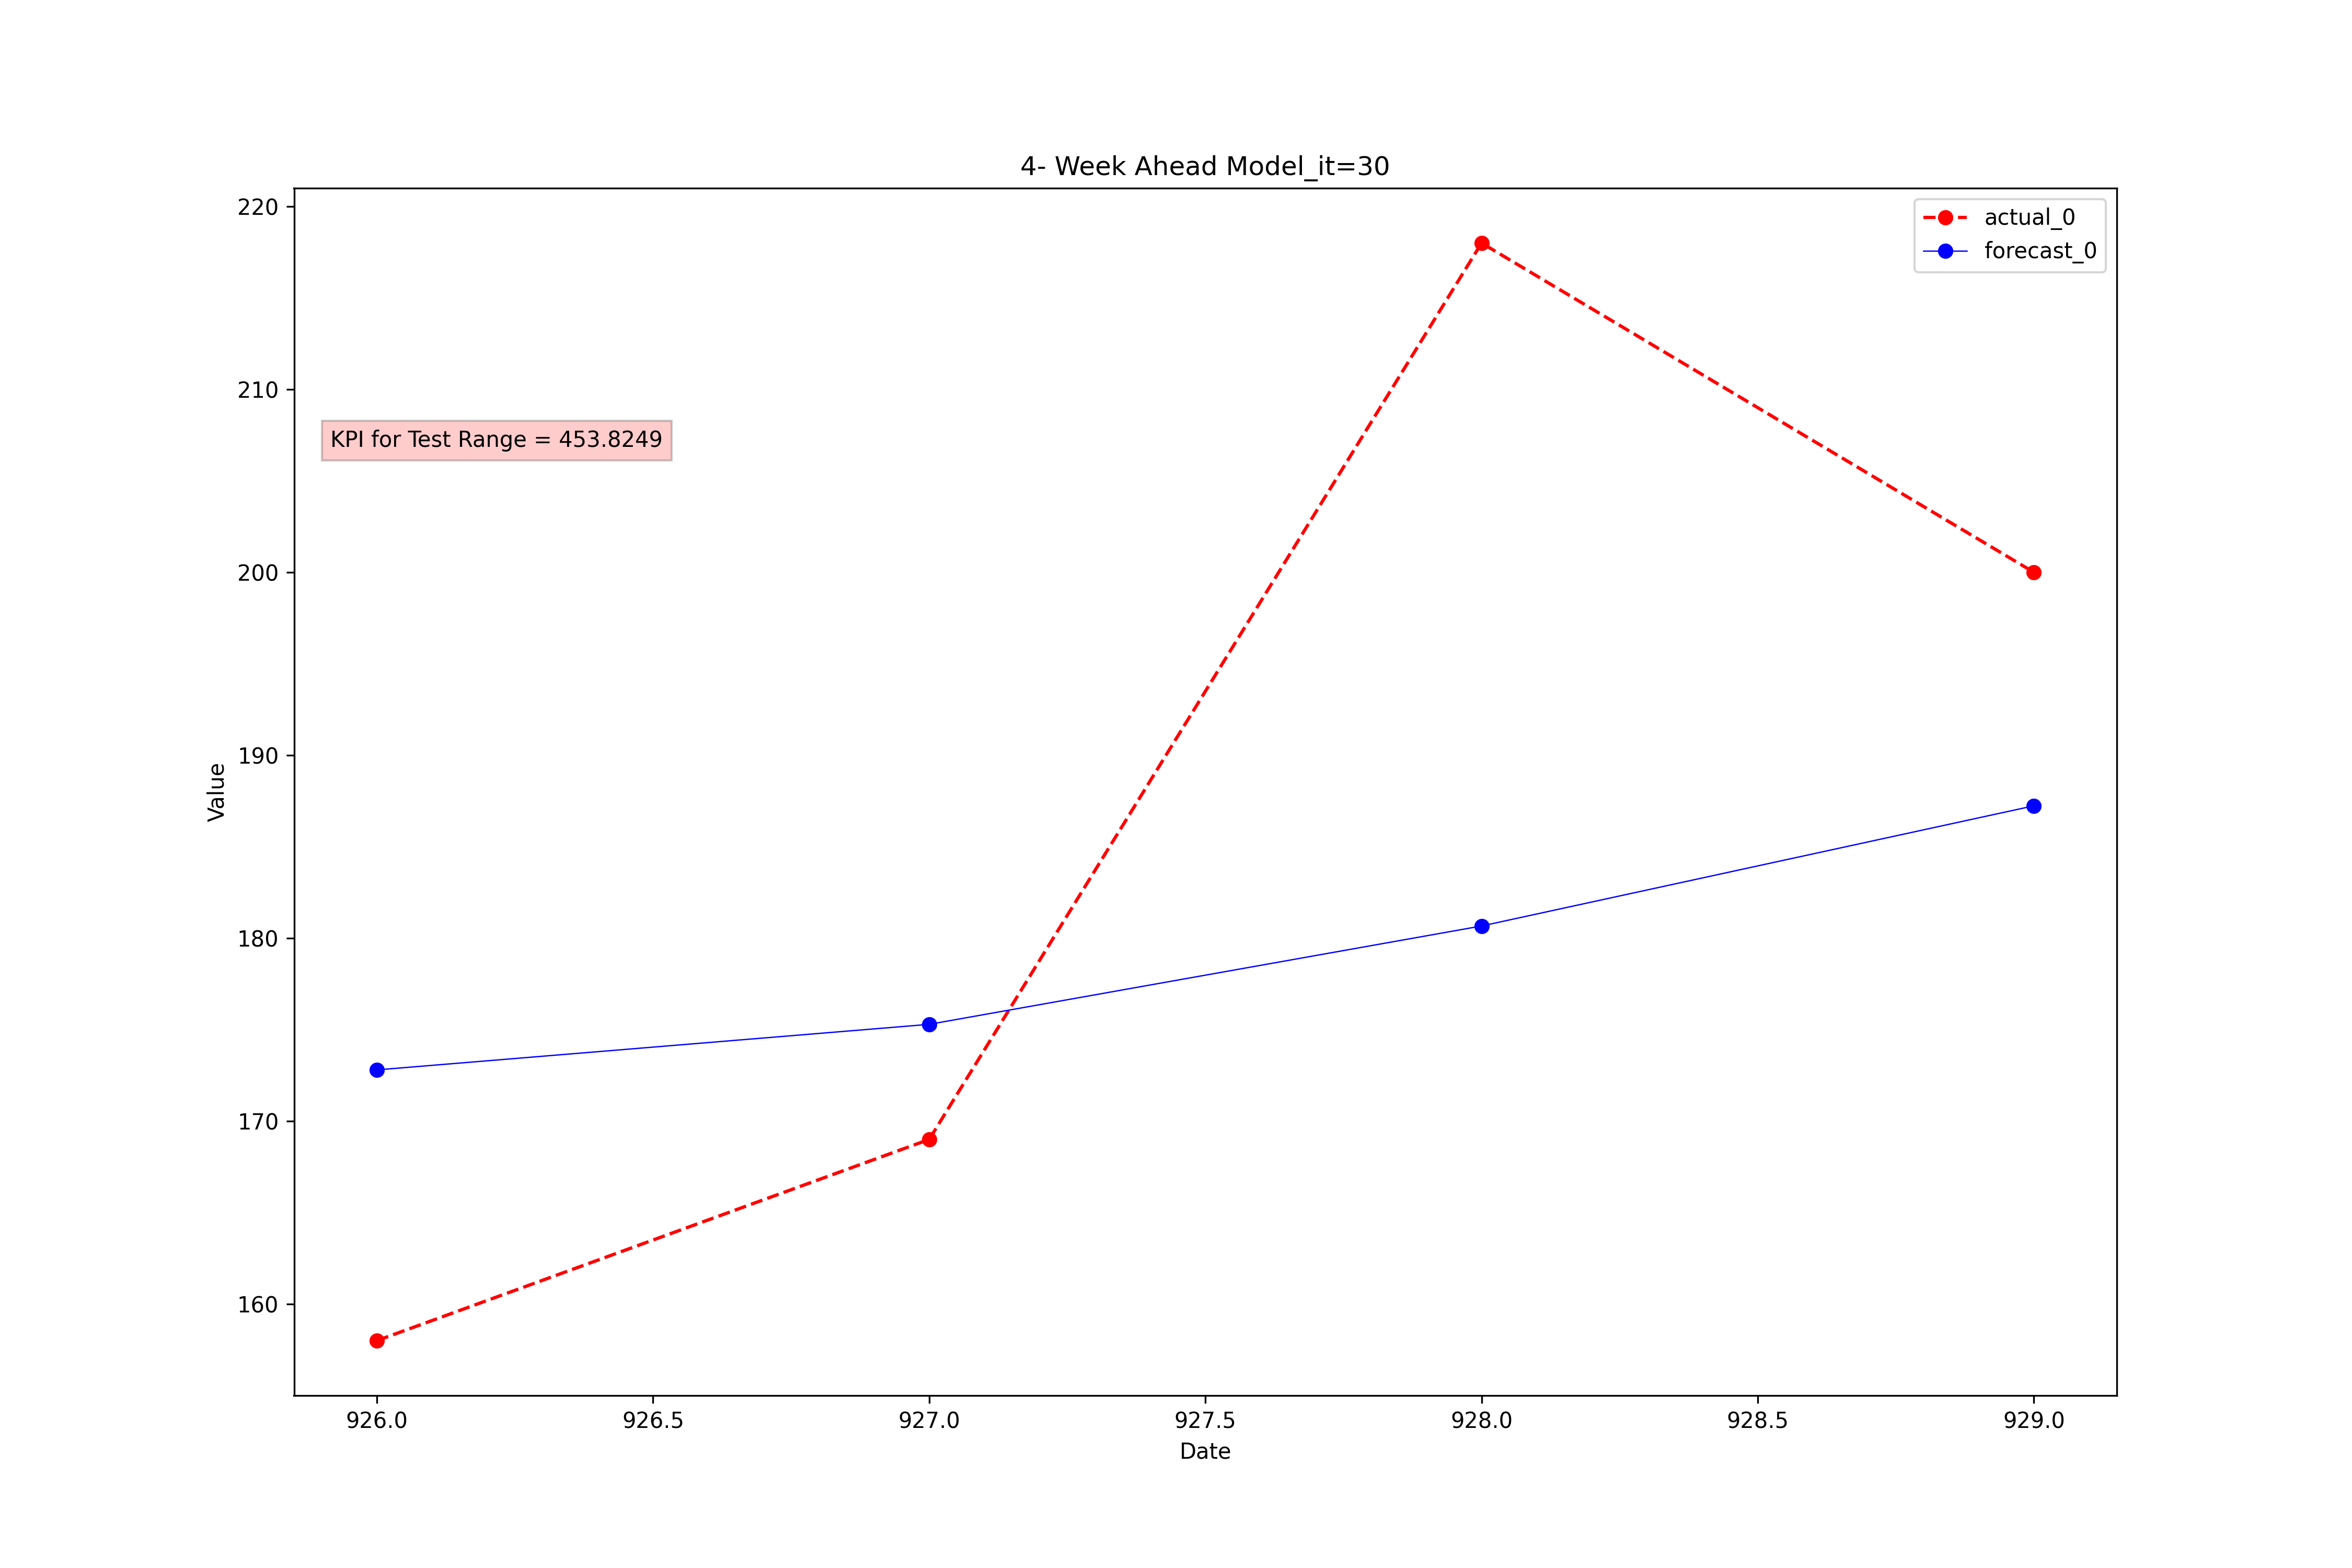 4- Week Ahead Model_it=30
actual_0
forecast_0
KPI for Test Range = 453.8249
Value
220
210
200
190
180
170
160
926.0 926.5 927.0 927.5 928.0 928.5 929.0
Date